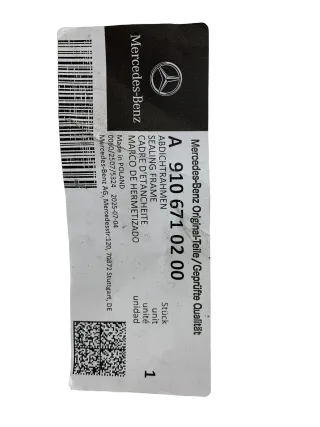 Mercedes-Benz
Mercedes-Benz Original-Teile/Geprüfte Qualität
A 910 671 02 00
ABDICHTRAHMEN
SEALING FRAME
CADRE D'ETANCHEITE
MARCO DE HERMETIZADO
Stück
unit
unité
unidad
1
Made in POLAND
2025-07-04
Mercedes-Benz AG, Mercedesstr.120, 70372 Stuttgart, DE